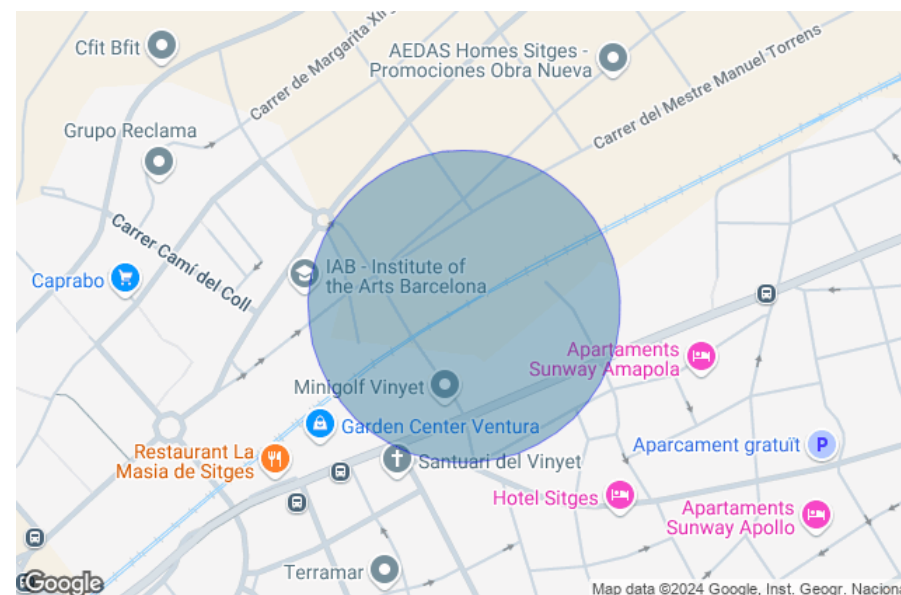 Cfit Bfit
Carrer de Margarita Xirg
AEDAS Homes Sitges -
Promociones Obra Nueva
Carrer del Mestre Manuel Torrens
Grupo Reclama
Carrer Camí del Coll
Caprabo
IAB - Institute of
the Arts Barcelona
Apartaments
Sunway Amapola
Minigolf Vinyet
Garden Center Ventura
Aparcament gratuït
P
Restaurant La
Masia de Sitges
Santuari del Vinyet
Hotel Sitges
Apartaments
Sunway Apollo
Terramar
Google
Map data ©2024 Google, Inst. Geogr. Naciona